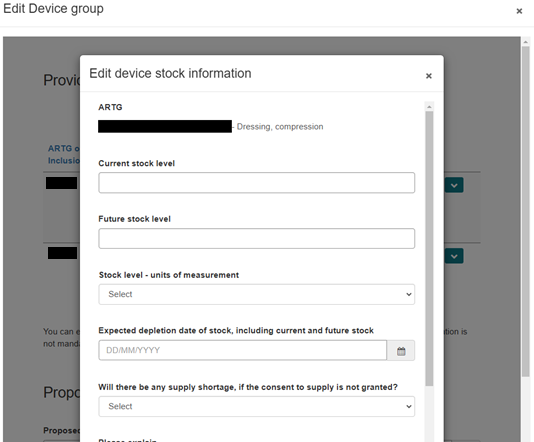 Edit Device group
×
Edit device stock information
×
Provi
ARTG
- Dressing, compression
ARTG o
Inclusio
Current stock level
Future stock level
Stock level - units of measurement
Select
Expected depletion date of stock, including current and future stock
DD/MM/YYYY
You can e
ation is
not manda
Will there be any supply shortage, if the consent to supply is not granted?
Select
Propo
Proposed
Please explain